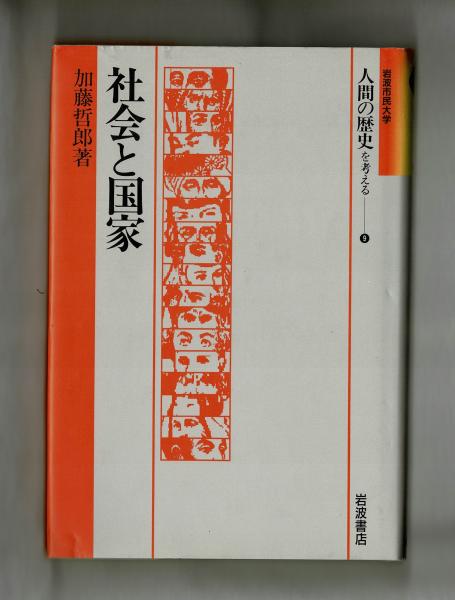 岩波市民大学
人間の歴史を考える——9
社会と国家
加藤哲郎著
岩波書店